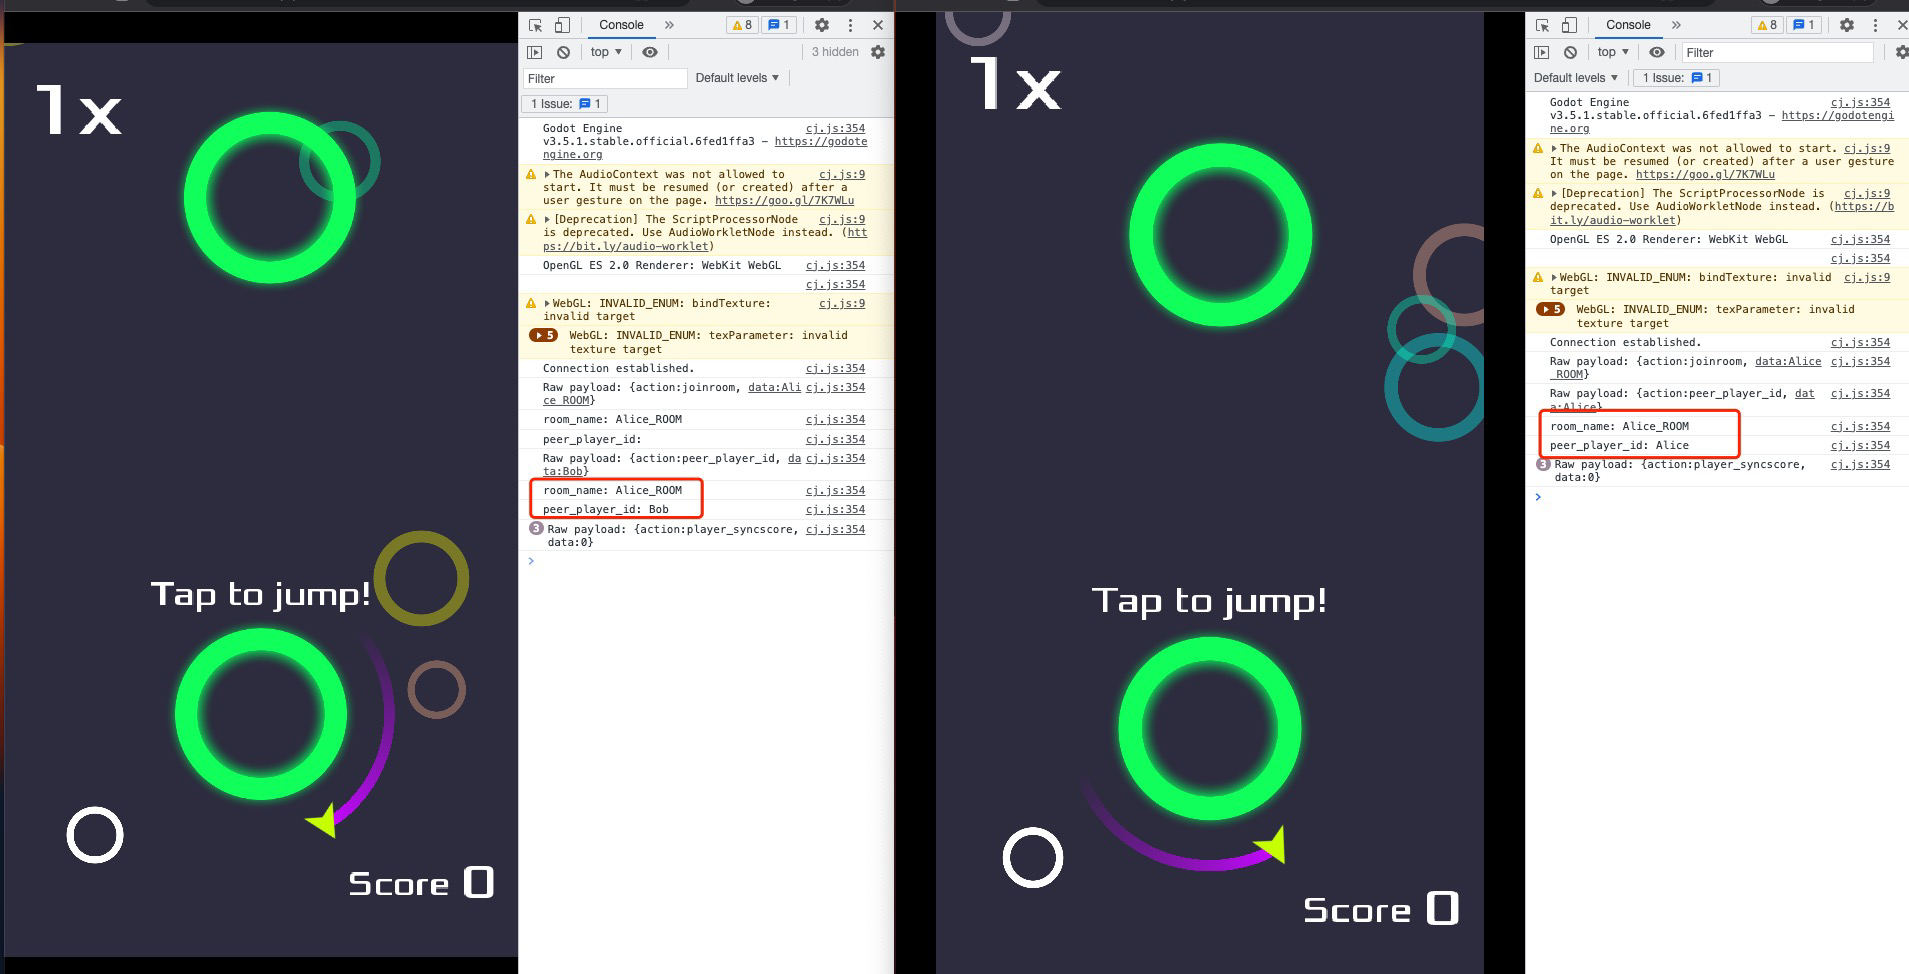 1x
Tap to jump!
Score 0
Console
8
1
top
3 hidden
Filter
Default levels
1 Issue:
1
Godot Engine cj.js:354
v3.5.1.stable.official.6fed1ffa3 – https://godote
ngine.org
The AudioContext was not allowed to cj.js:9
start. It must be resumed (or created) after a
user gesture on the page. https://goo.gl/7K7WLu
[Deprecation] The ScriptProcessorNode cj.js:9
is deprecated. Use AudioWorkletNode instead. (htt
ps://bit.ly/audio-worklet)
OpenGL ES 2.0 Renderer: WebKit WebGL cj.js:354
cj.js:354
WebGL: INVALID_ENUM: bindTexture: cj.js:9
invalid target
5 WebGL: INVALID_ENUM: texParameter: invalid
texture target
Connection established. cj.js:354
Raw payload: {action:joinroom, data:Ali cj.js:354
ce_ROOM}
room_name: Alice_ROOM cj.js:354
peer_player_id: cj.js:354
Raw payload: {action:peer_player_id, da cj.js:354
ta:Bob}
room_name: Alice_ROOM cj.js:354
peer_player_id: Bob cj.js:354
3 Raw payload: {action:player_syncscore, cj.js:354
data:0}
1x
Tap to jump!
Score 0
Console
8
1
top
Filter
Default levels
1 Issue:
1
Godot Engine cj.js:354
v3.5.1.stable.official.6fed1ffa3 – https://godotengi
ne.org
The AudioContext was not allowed to start. cj.js:9
It must be resumed (or created) after a user gesture
on the page. https://goo.gl/7K7WLu
[Deprecation] The ScriptProcessorNode is cj.js:9
deprecated. Use AudioWorkletNode instead. (https://b
it.ly/audio-worklet)
OpenGL ES 2.0 Renderer: WebKit WebGL cj.js:354
cj.js:354
WebGL: INVALID_ENUM: bindTexture: invalid cj.js:9
target
5 WebGL: INVALID_ENUM: texParameter: invalid
texture target
Connection established. cj.js:354
Raw payload: {action:joinroom, data:Alice cj.js:354
_ROOM}
Raw payload: {action:peer_player_id, dat cj.js:354
a:Alice}
room_name: Alice_ROOM cj.js:354
peer_player_id: Alice cj.js:354
3 Raw payload: {action:player_syncscore, cj.js:354
data:0}